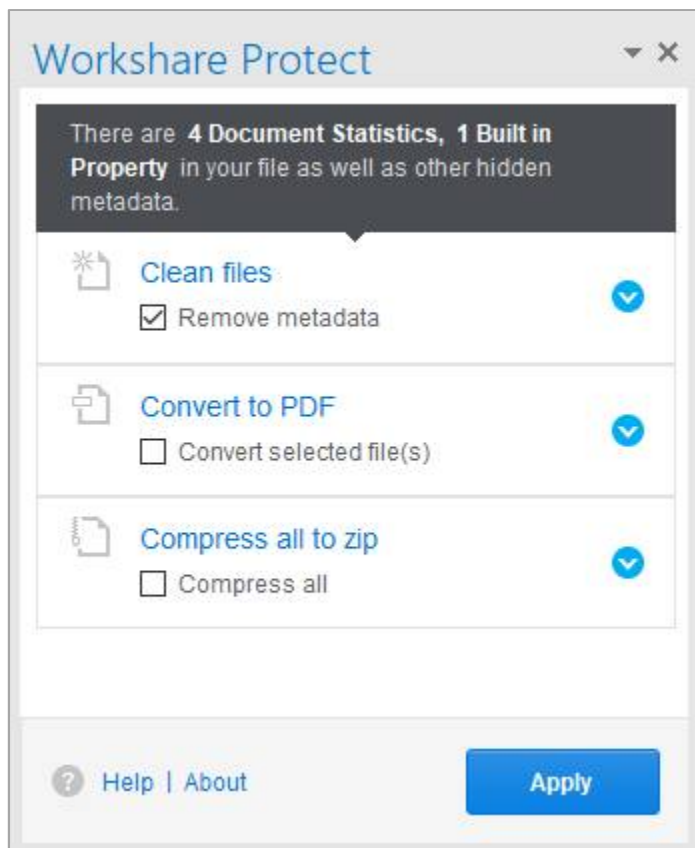 Workshare Protect
There are 4 Document Statistics, 1 Built in
Property in your file as well as other hidden
metadata.
Clean files
Remove metadata
Convert to PDF
Convert selected file(s)
Compress all to zip
Compress all
? Help | About
Apply